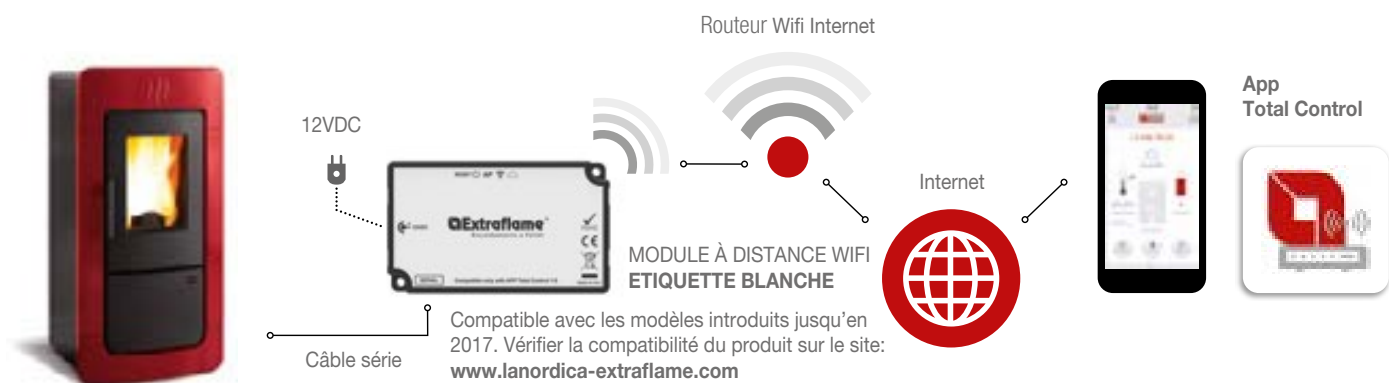 Routeur Wifi Internet
App
Total Control
12VDC
Extraflame
Internet
MODULE À DISTANCE WIFI
ETIQUETTE BLANCHE
Compatible avec les modèles introduits jusqu'en
2017. Vérifier la compatibilité du produit sur le site:
www.lanordica-extraflame.com
Câble série